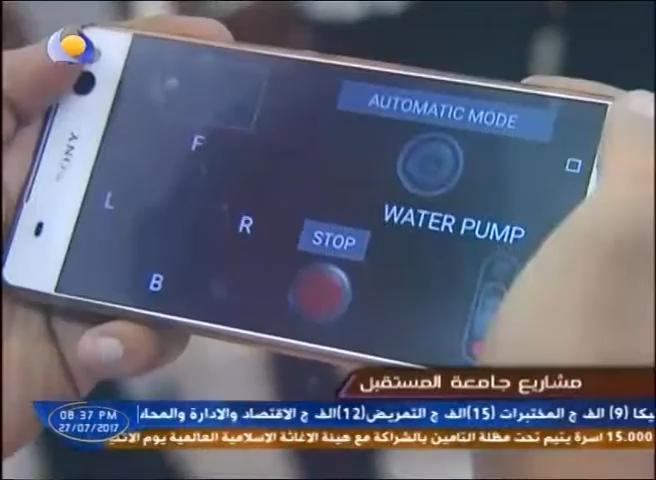 SONY
AUTOMATIC MODE
F
L
R
B
STOP
WATER PUMP
مشاريع جامعة المستقبل
08:37 PM
27/07/2017
(9) الف ج المختبرات (15)الف ج التمريض(12)الف ج الاقتصاد والادارة والمحا
15.000 اسرة يتيم تحت مظلة التامين بالشراكة مع هيئة الاغاثة الاسلامية العالمية يوم اليتيم